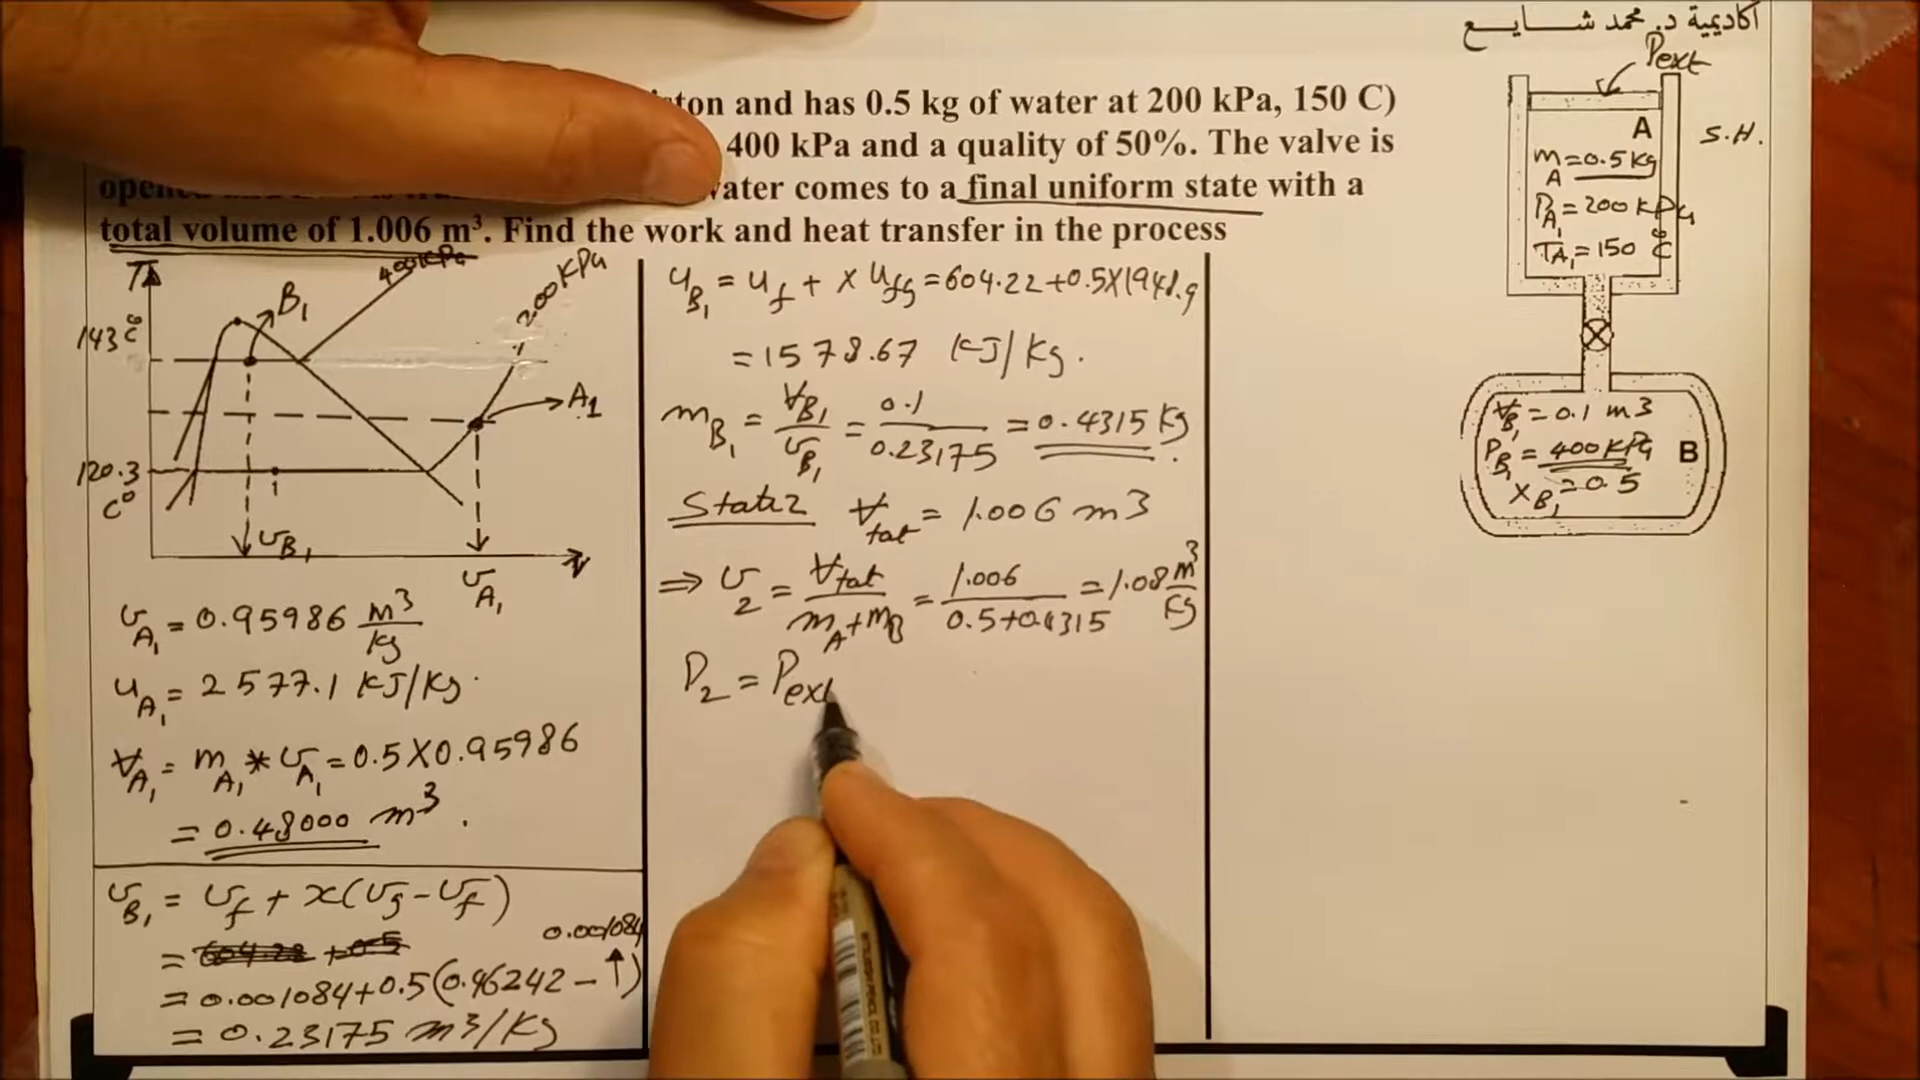 أكاديمية د. محمد شايع
ston and has 0.5 kg of water at 200 kPa, 150 C)
400 kPa and a quality of 50%. The valve is
water comes to a final uniform state with a
total volume of 1.006 m³. Find the work and heat transfer in the process
T
B₁
400 KPa
200 KPa
143 C°
A₁
120.3
C°
1
v_B₁
v_A₁
v
v_A₁ = 0.95986 m³/kg
u_A₁ = 2577.1 KJ/Kg.
V_A₁ = m_A₁ * v_A₁ = 0.5 X 0.95986
= 0.48000 m³.
v_B₁ = v_f + x(v_g - v_f)
= 604.22 + 0.5
0.001084
= 0.001084 + 0.5 (0.46242 - ↑)
= 0.23175 m³/Kg
u_B₁ = u_f + x u_fg = 604.22 + 0.5 X 1948.9
= 1578.67 KJ/Kg.
m_B₁ = V_B₁/v_B₁ = 0.1/0.23175 = 0.4315 Kg.
State 2 V_tot = 1.006 m3
⇒ v_2 = V_tot/(m_A + m_B) = 1.006/(0.5+0.4315) = 1.08 m³/Kg
P_2 = P_ext
P_ext
A
S.H.
m_A = 0.5 Kg
P_A₁ = 200 KPa
T_A₁ = 150 C°
V_B₁ = 0.1 m3
P_B₁ = 400 KPa
B
X_B₁ = 0.5